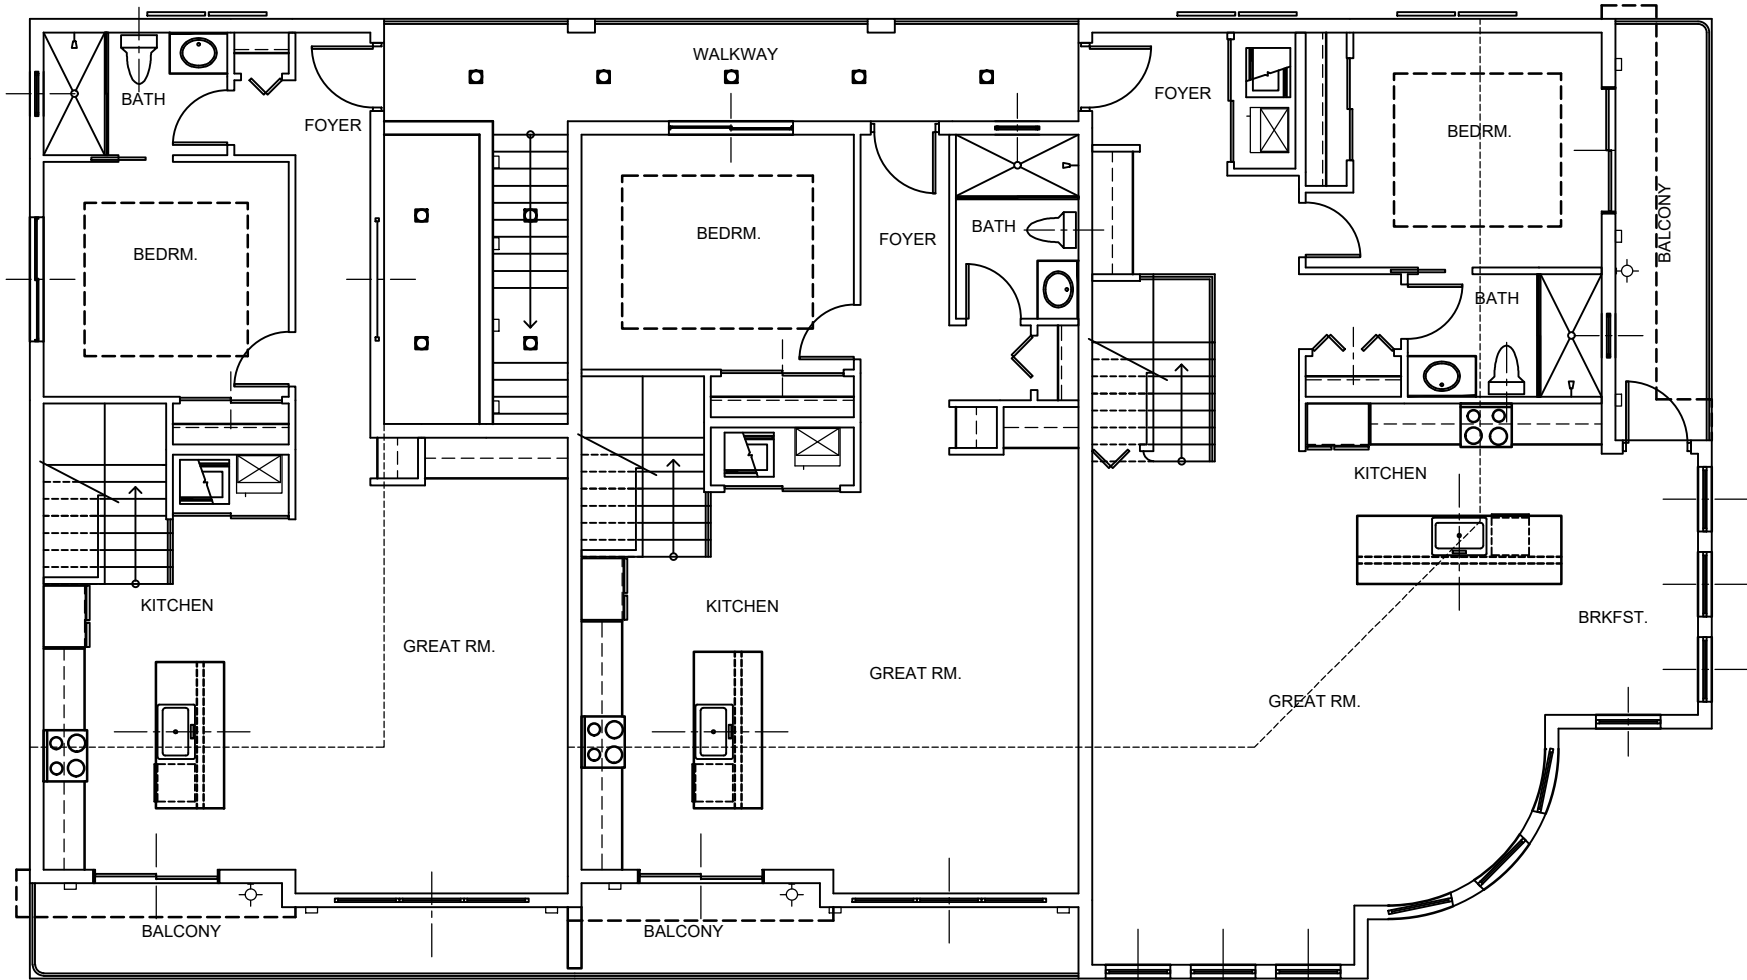 WALKWAY
FOYER
BATH
BEDRM.
FOYER
BEDRM.
BALCONY
BATH
FOYER
BEDRM.
BEDRM.
BATH
KITCHEN
KITCHEN
KITCHEN
BRKFST.
GREAT RM.
GREAT RM.
GREAT RM.
BALCONY
BALCONY